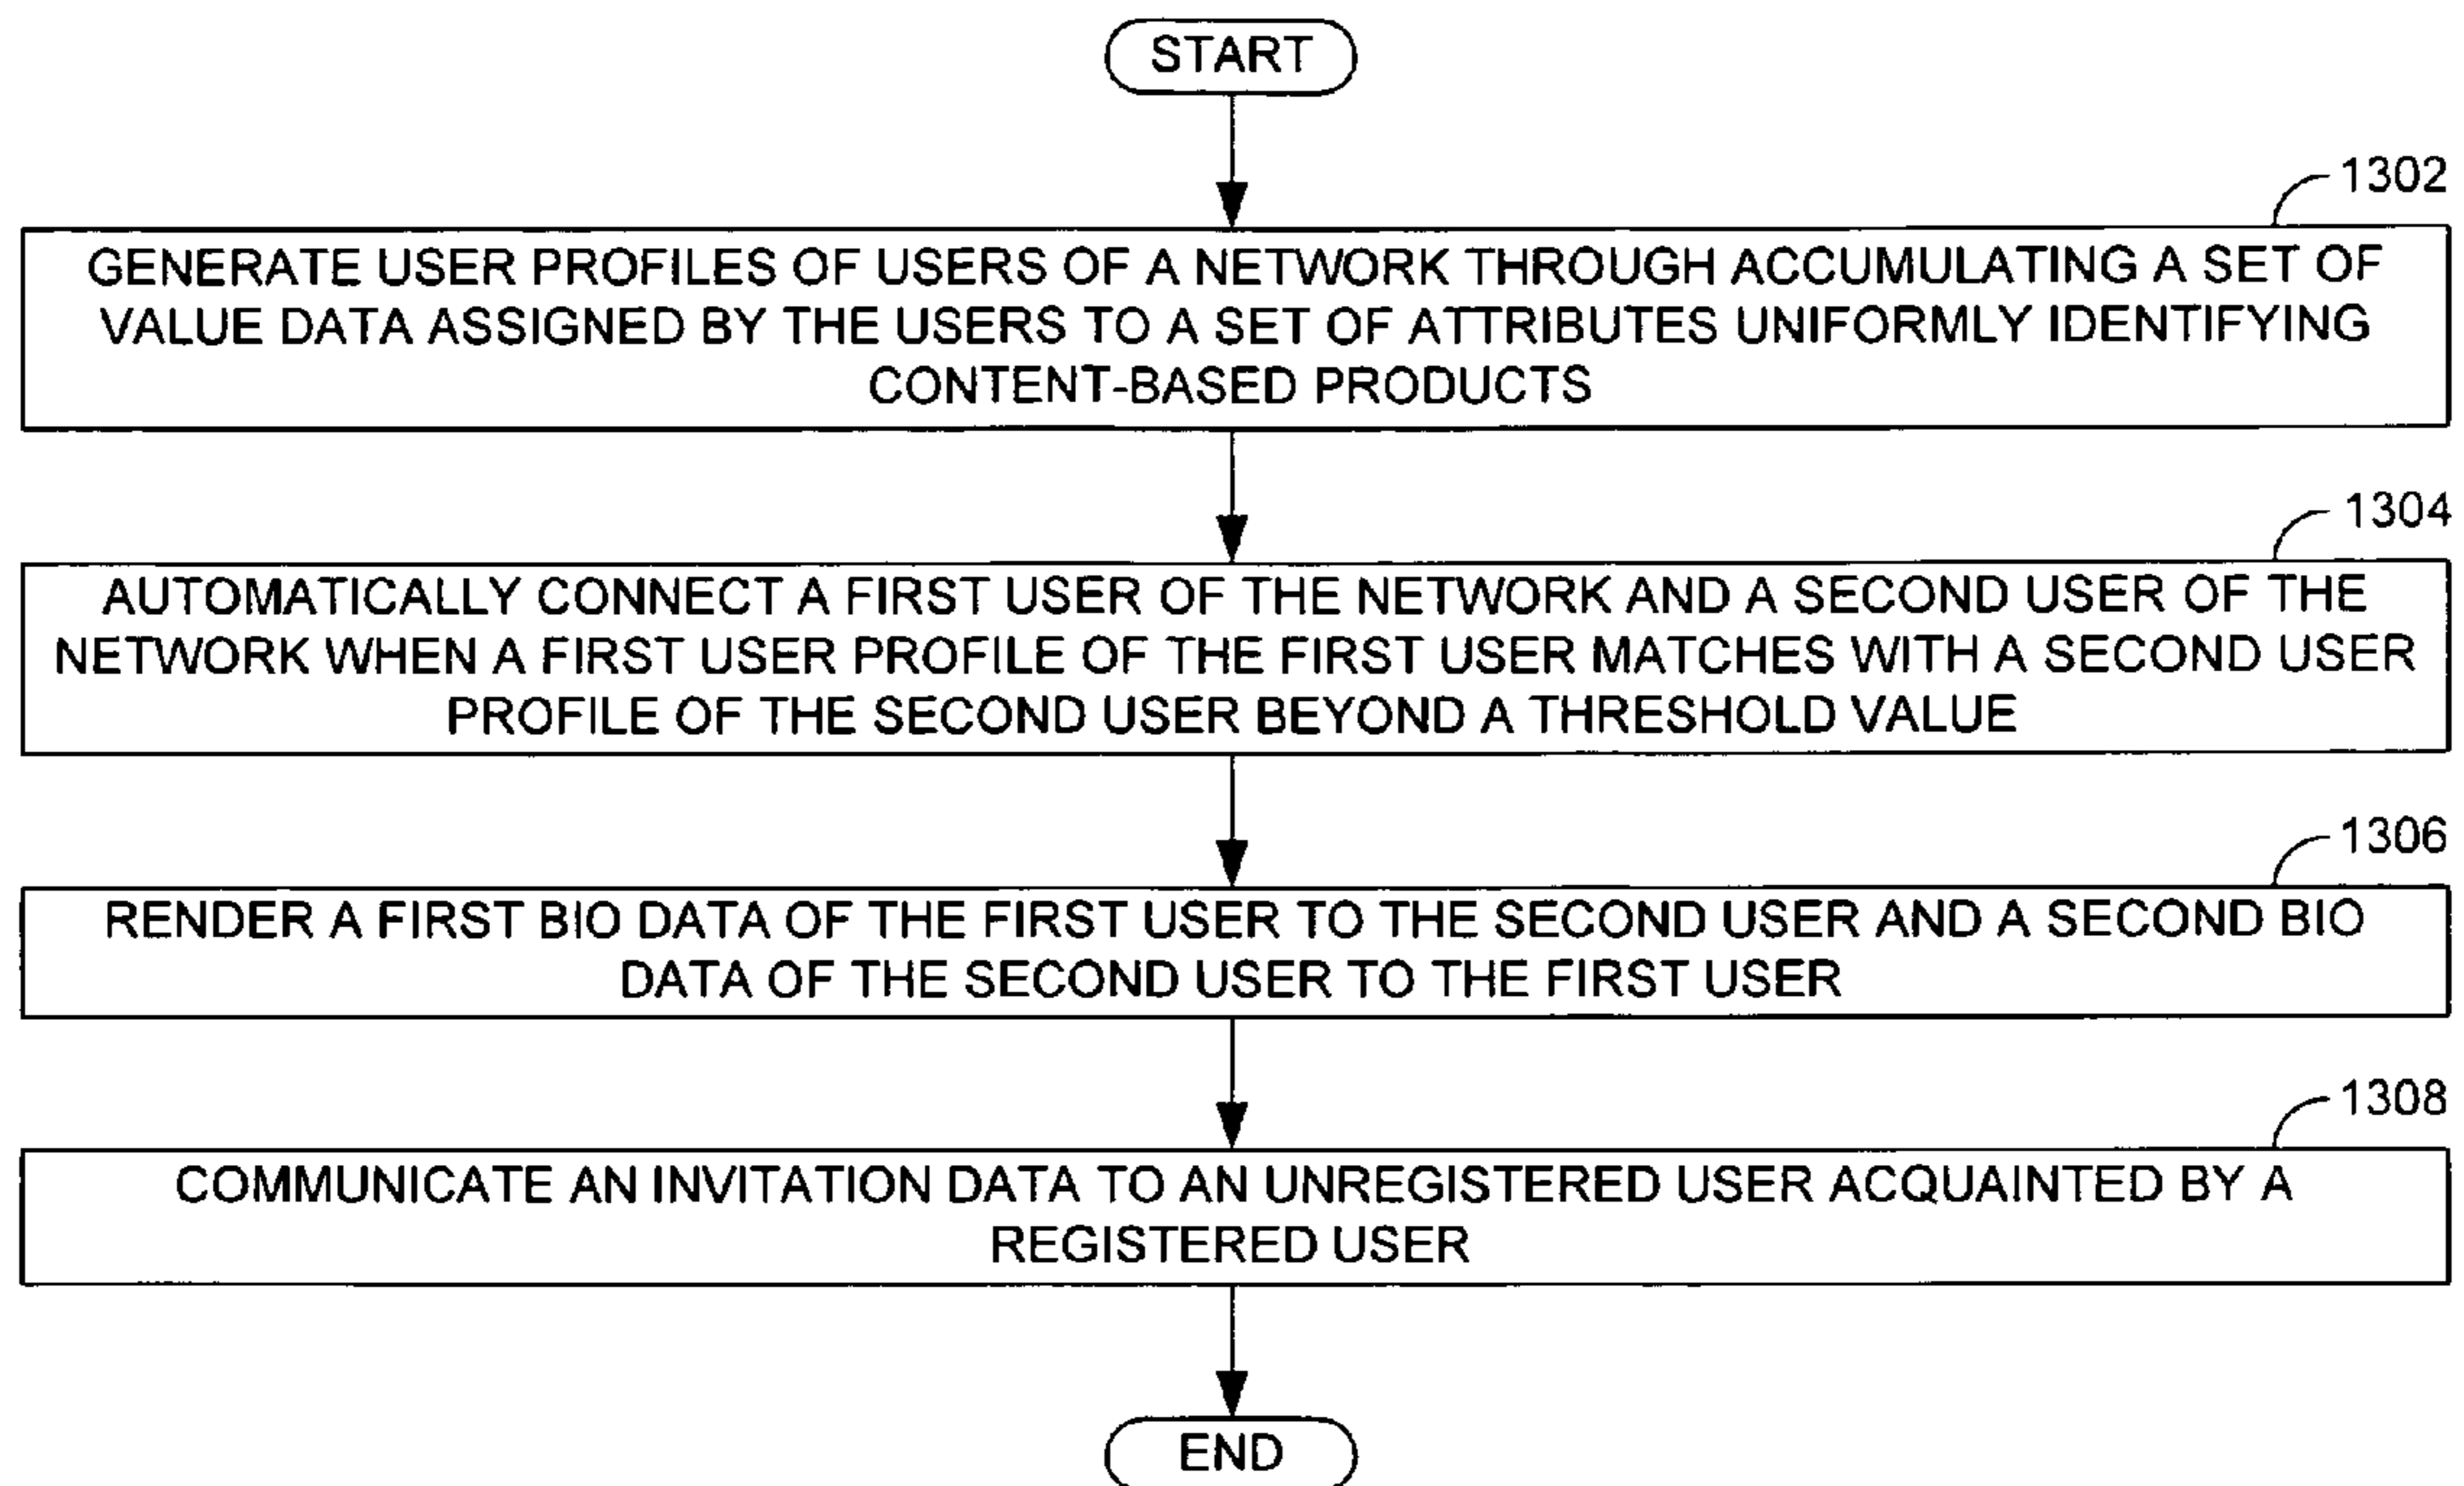 START
1302
GENERATE USER PROFILES OF USERS OF A NETWORK THROUGH ACCUMULATING A SET OF
VALUE DATA ASSIGNED BY THE USERS TO A SET OF ATTRIBUTES UNIFORMLY IDENTIFYING
CONTENT-BASED PRODUCTS
1304
AUTOMATICALLY CONNECT A FIRST USER OF THE NETWORK AND A SECOND USER OF THE
NETWORK WHEN A FIRST USER PROFILE OF THE FIRST USER MATCHES WITH A SECOND USER
PROFILE OF THE SECOND USER BEYOND A THRESHOLD VALUE
1306
RENDER A FIRST BIO DATA OF THE FIRST USER TO THE SECOND USER AND A SECOND BIO
DATA OF THE SECOND USER TO THE FIRST USER
1308
COMMUNICATE AN INVITATION DATA TO AN UNREGISTERED USER ACQUAINTED BY A
REGISTERED USER
END